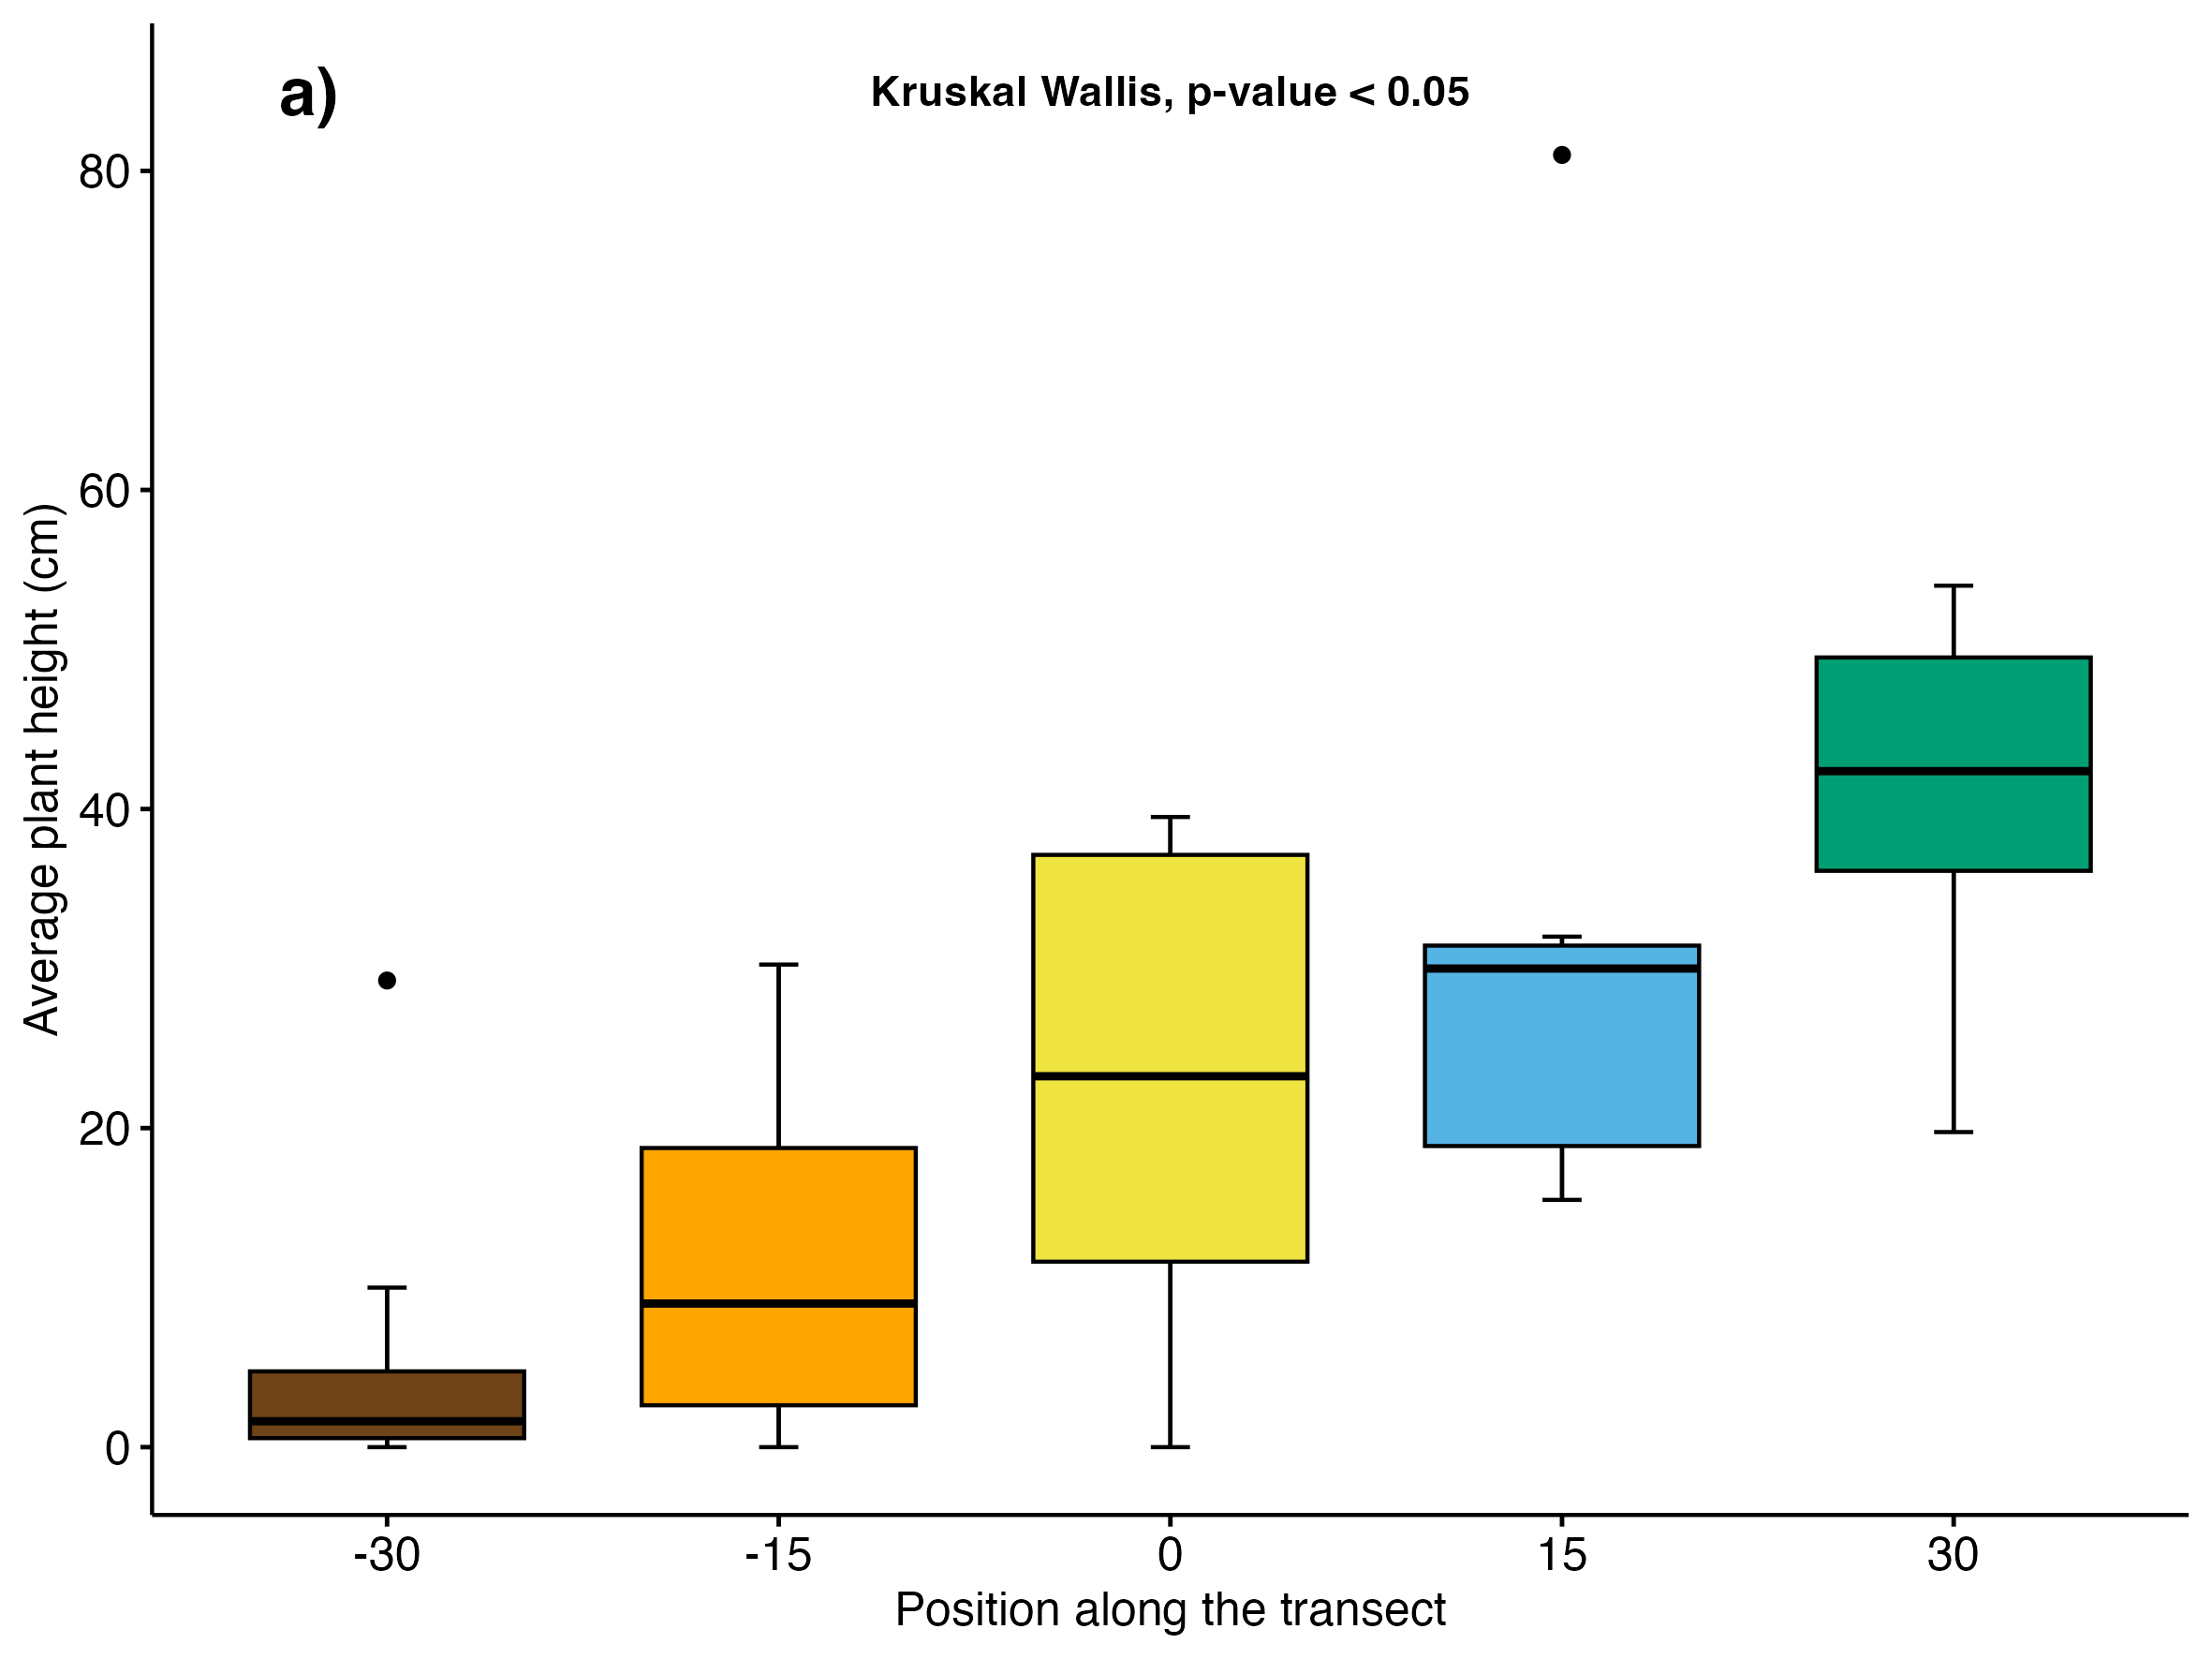 a)
Kruskal Wallis, p-value < 0.05
Average plant height (cm)
80
60
40
20
0
-30 -15 0 15 30
Position along the transect